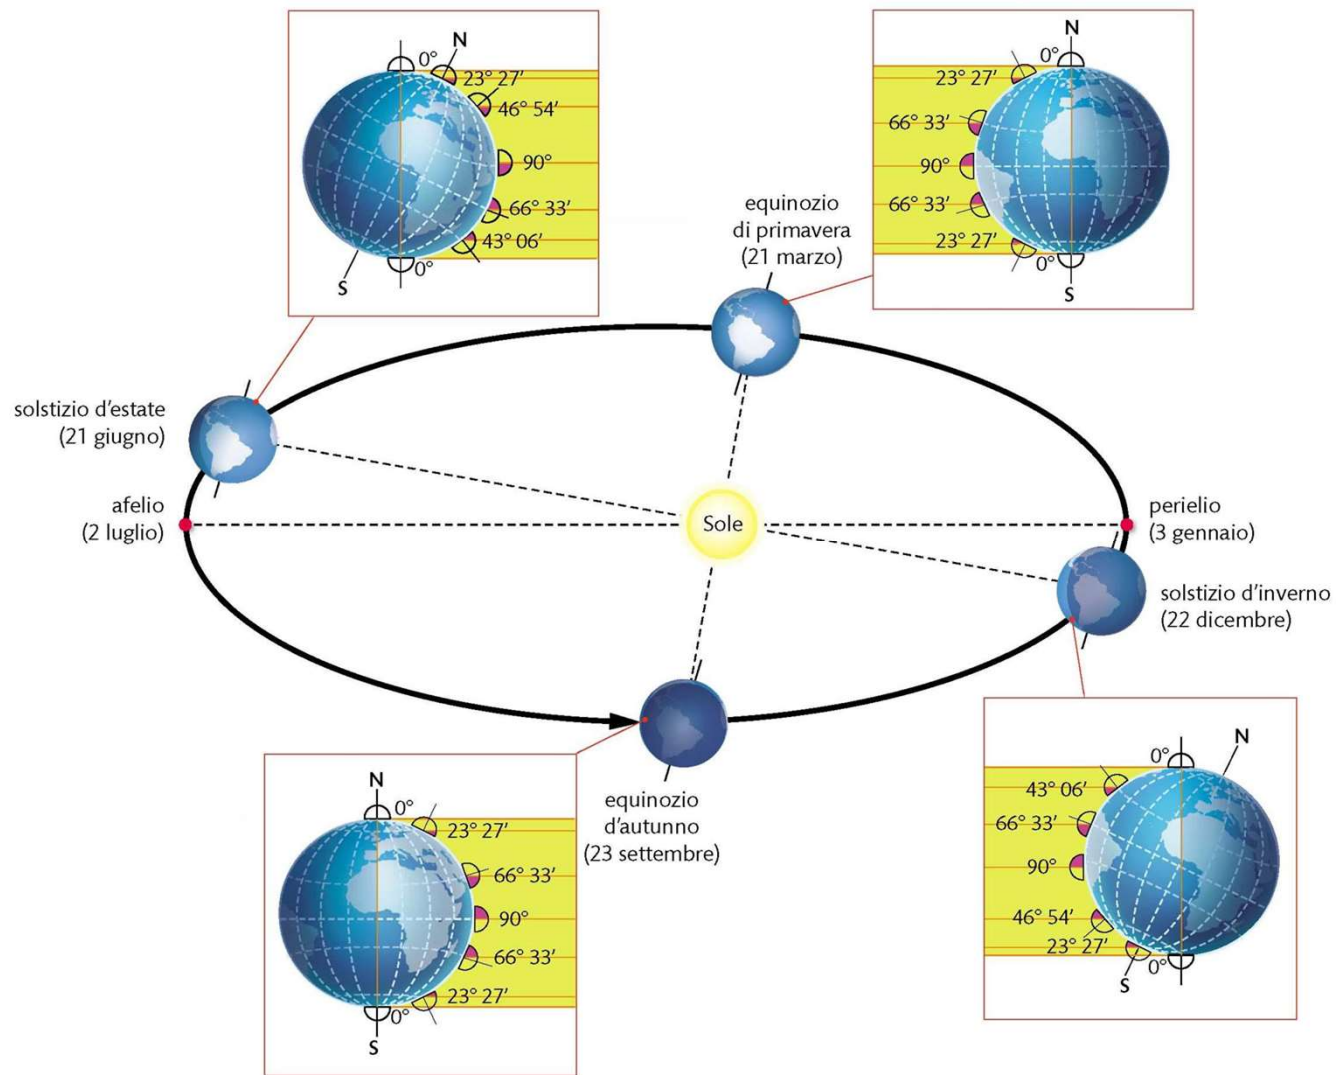 N
0°
23° 27′
46° 54′
90°
66° 33′
43° 06′
0°
S
N
0°
23° 27′
66° 33′
90°
66° 33′
23° 27′
0°
S
equinozio
di primavera
(21 marzo)
solstizio d’estate
(21 giugno)
afelio
(2 luglio)
Sole
perielio
(3 gennaio)
solstizio d’inverno
(22 dicembre)
equinozio
d’autunno
(23 settembre)
N
0°
23° 27′
66° 33′
90°
66° 33′
23° 27′
0°
S
N
0°
43° 06′
66° 33′
90°
46° 54′
23° 27′
0°
S